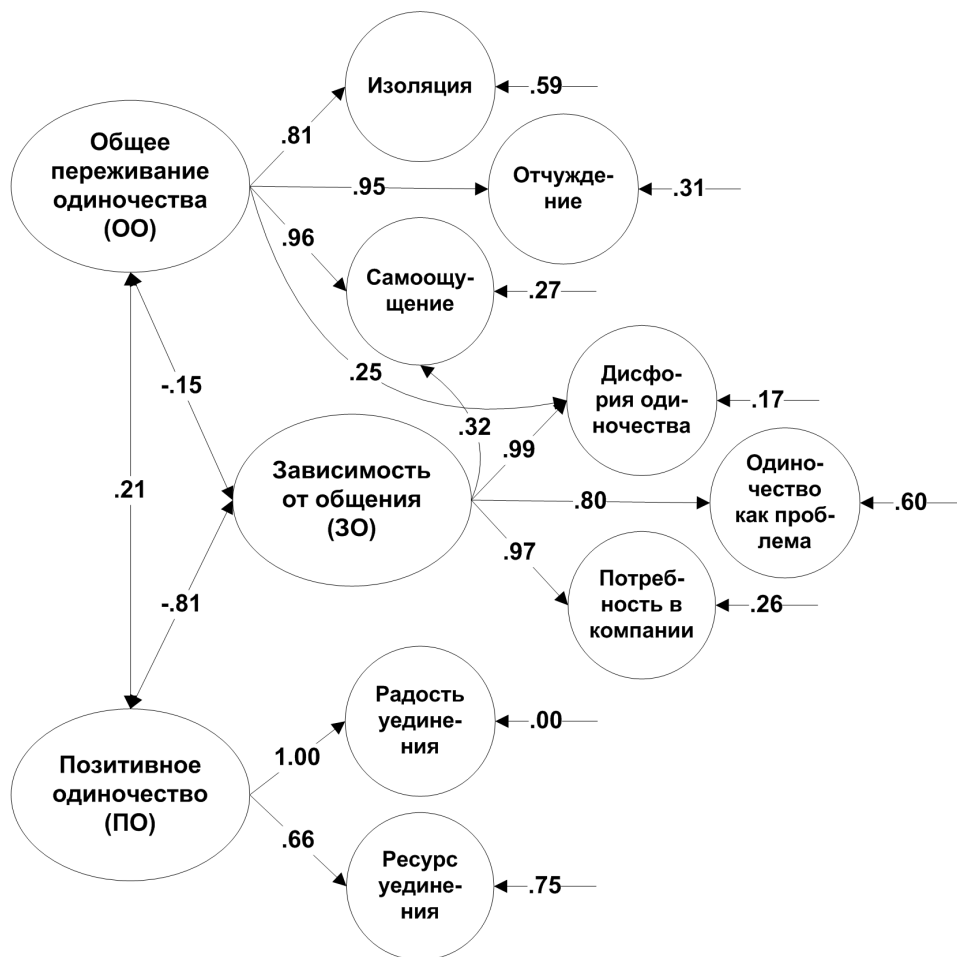 Изоляция
.59
Общее
переживание
одиночества
(ОО)
.81
Отчужде-
ние
.95
.31
.96
Самоощу-
щение
.27
.25
Дисфо-
рия оди-
ночества
.17
-.15
.32
.99
Зависимость
от общения
(ЗО)
.21
.80
Одино-
чество
как проб-
лема
.60
.97
Потреб-
ность в
компании
.26
-.81
Радость
уедине-
ния
.00
1.00
Позитивное
одиночество
(ПО)
.66
Ресурс
уедине-
ния
.75